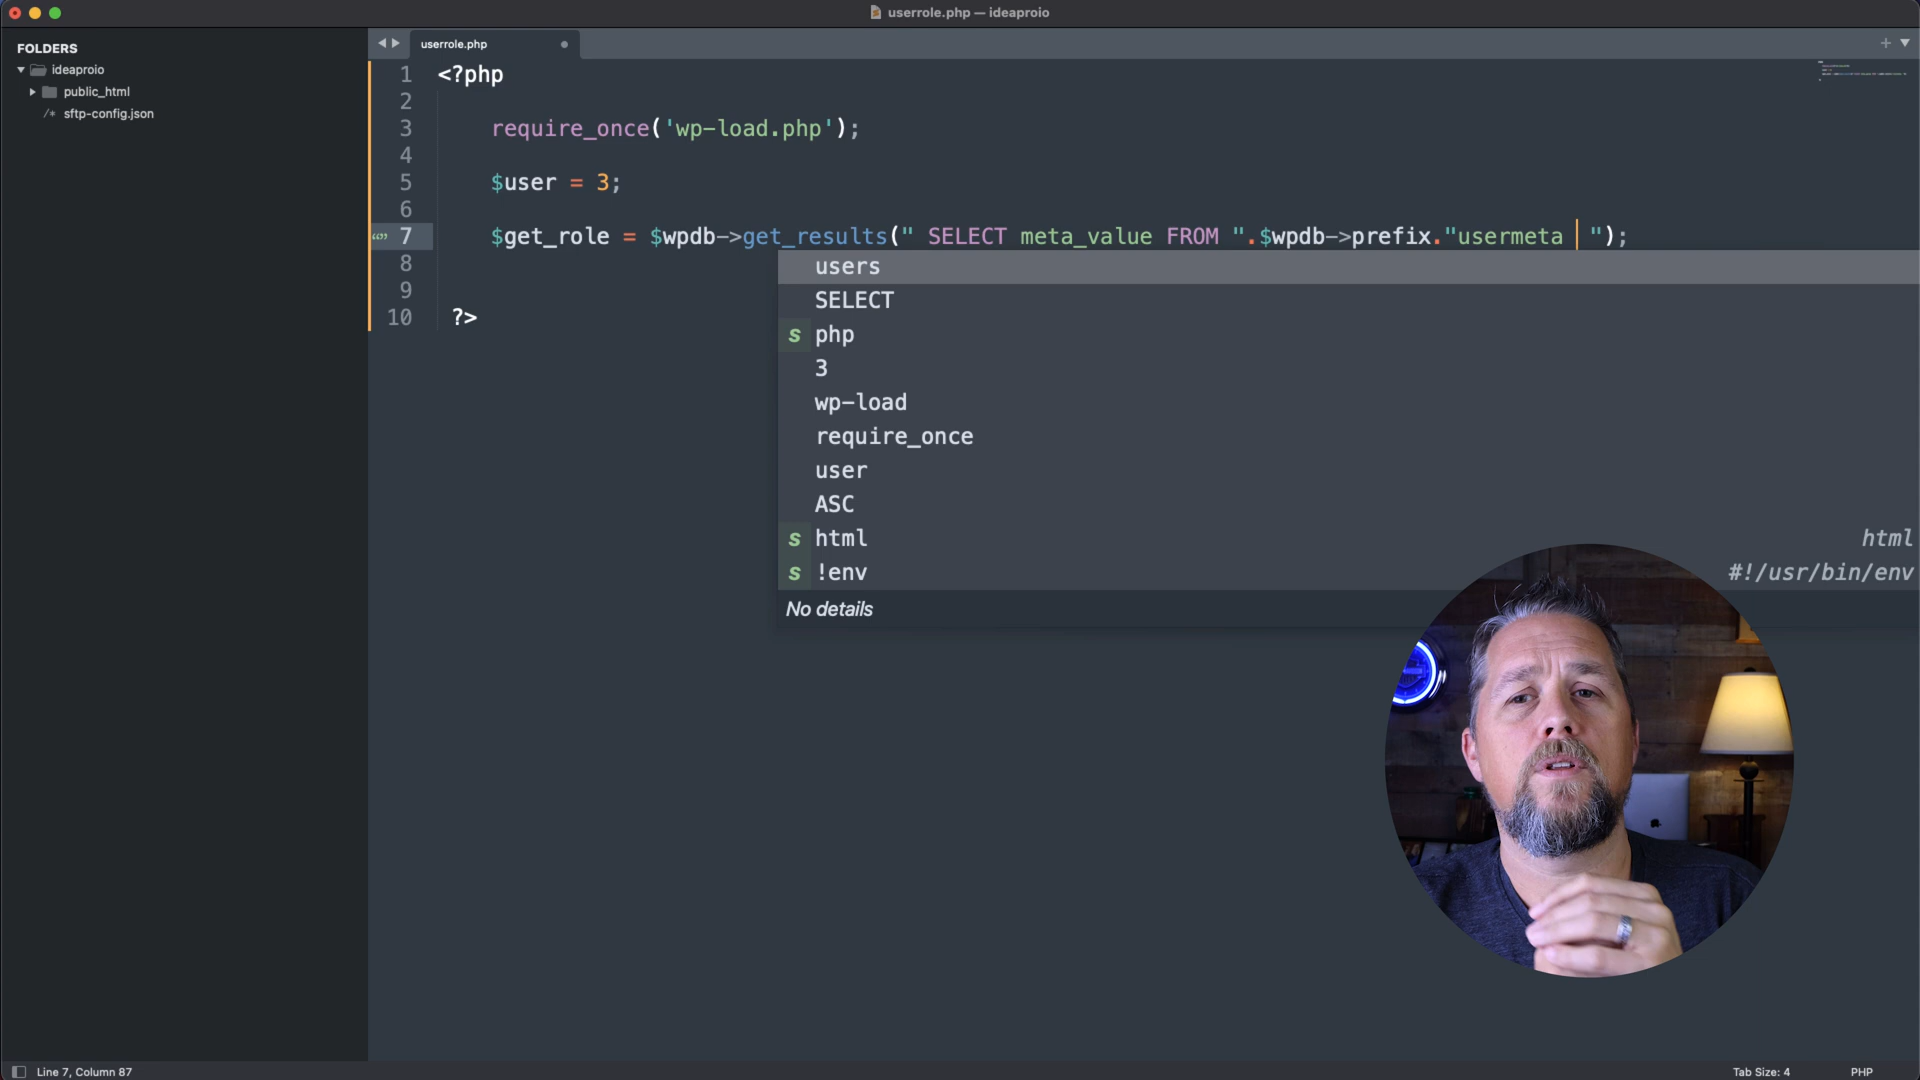 userrole.php — ideaproio
FOLDERS
ideaproio
public_html
/* sftp-config.json
userrole.php
1 <?php
2
3 require_once('wp-load.php');
4
5 $user = 3;
6
7 $get_role = $wpdb->get_results(" SELECT meta_value FROM ".$wpdb->prefix."usermeta ");
8
9
10 ?>
users
SELECT
s php
3
wp-load
require_once
user
ASC
s html html
s !env #!/usr/bin/env
No details
Line 7, Column 87
Tab Size: 4
PHP